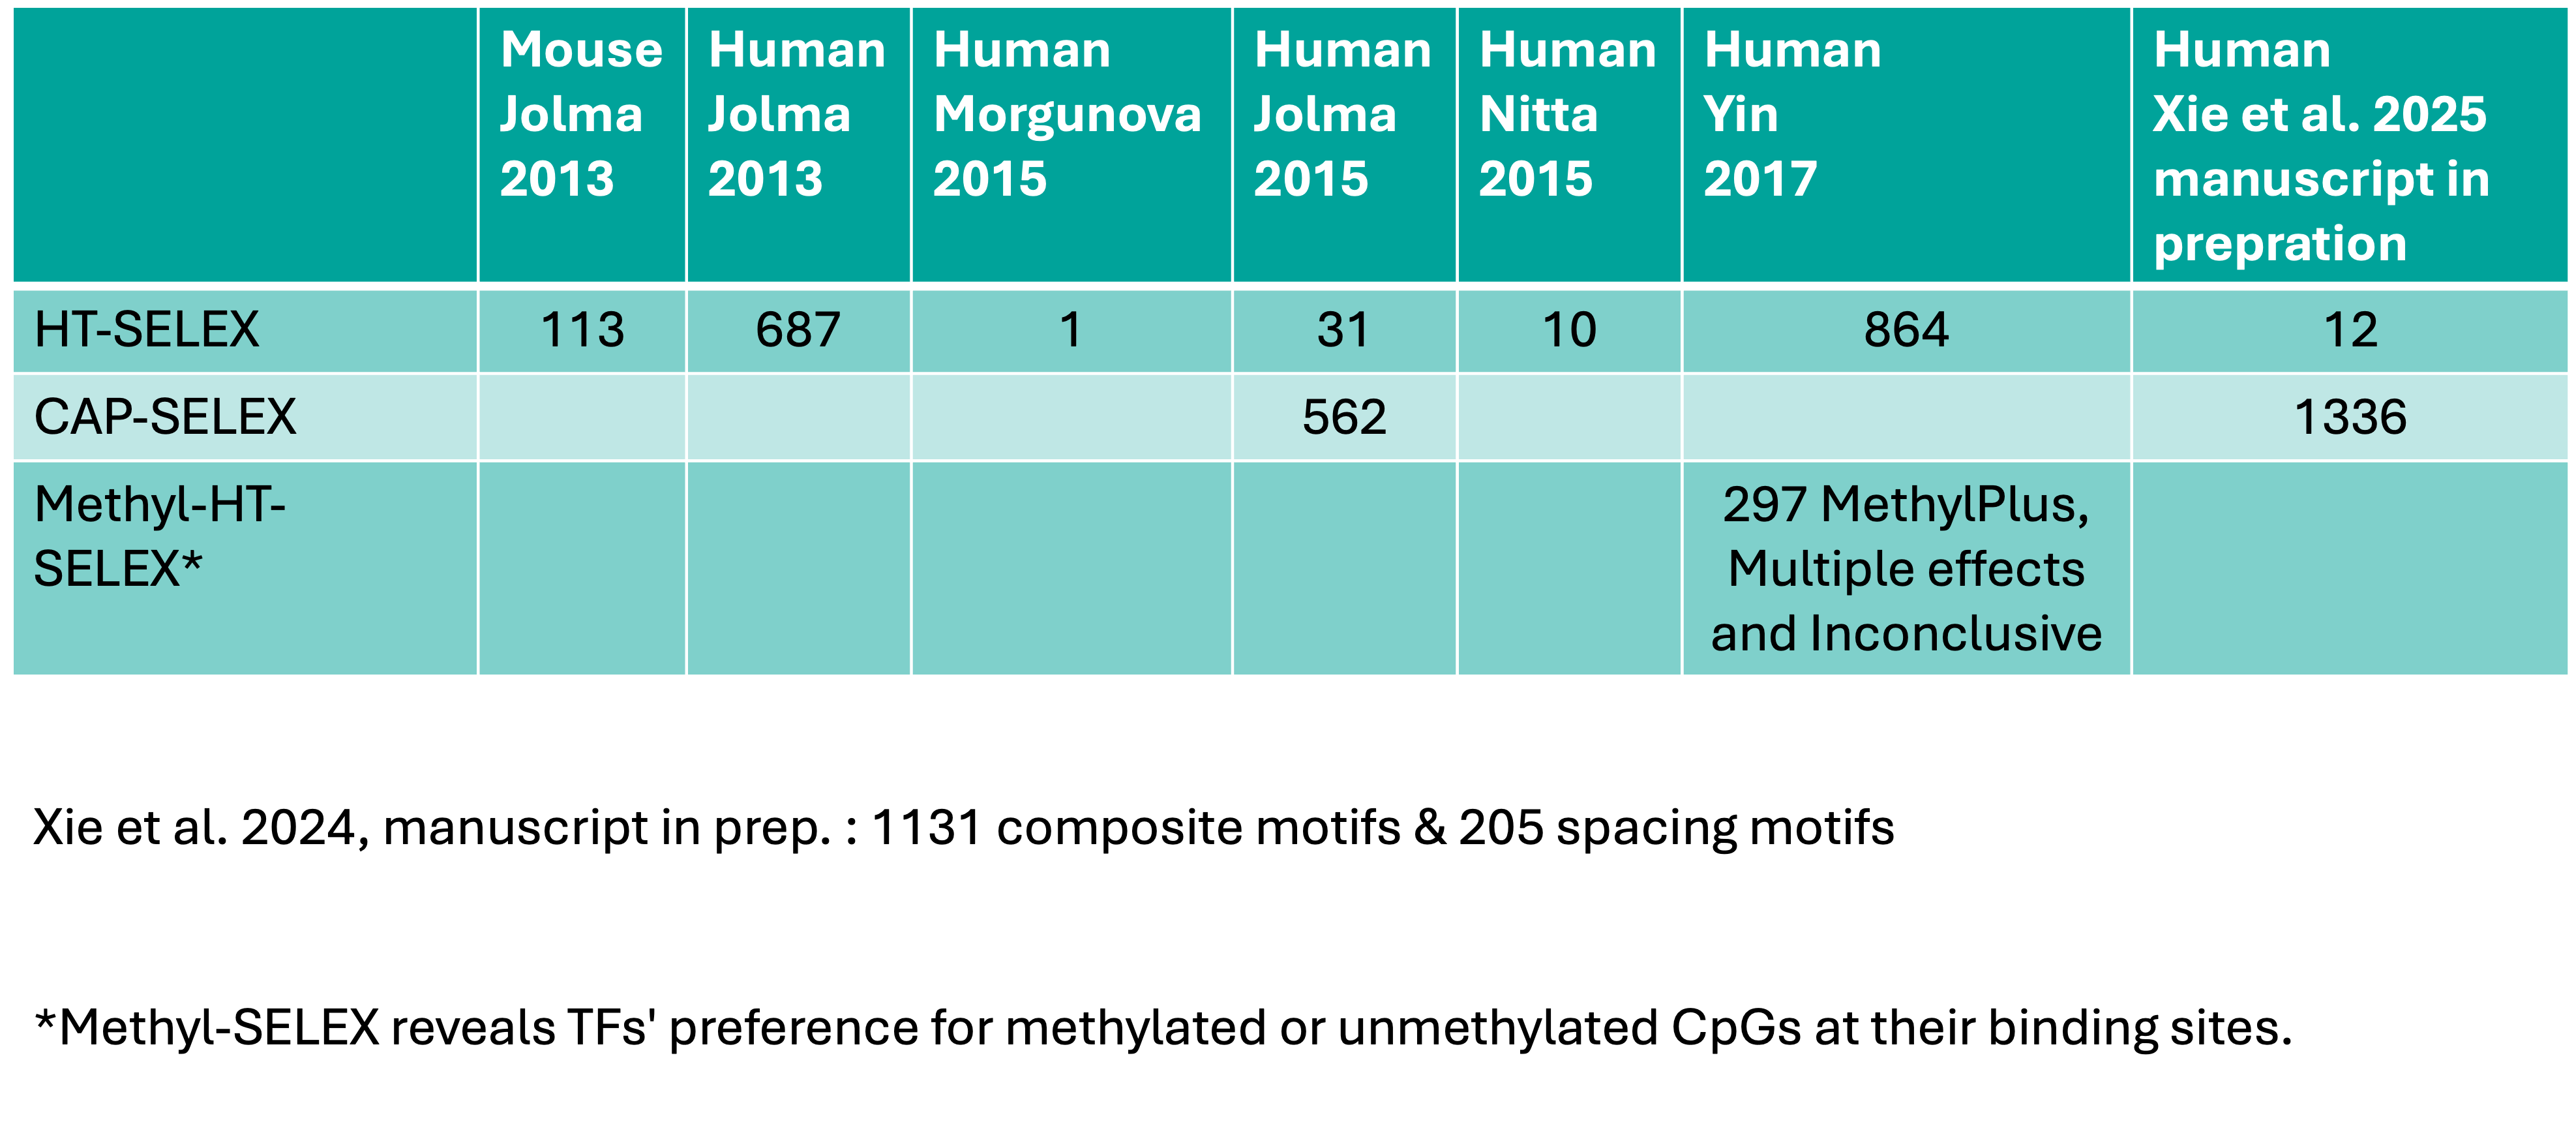 Mouse
Jolma
2013
Human
Jolma
2013
Human
Morgunova
2015
Human
Jolma
2015
Human
Nitta
2015
Human
Yin
2017
Human
Xie et al. 2025
manuscript in
prepration
HT-SELEX 113 687 1 31 10 864 12
CAP-SELEX 562 1336
Methyl-HT-
SELEX*
297 MethylPlus,
Multiple effects
and Inconclusive
Xie et al. 2024, manuscript in prep. : 1131 composite motifs & 205 spacing motifs
*Methyl-SELEX reveals TFs' preference for methylated or unmethylated CpGs at their binding sites.